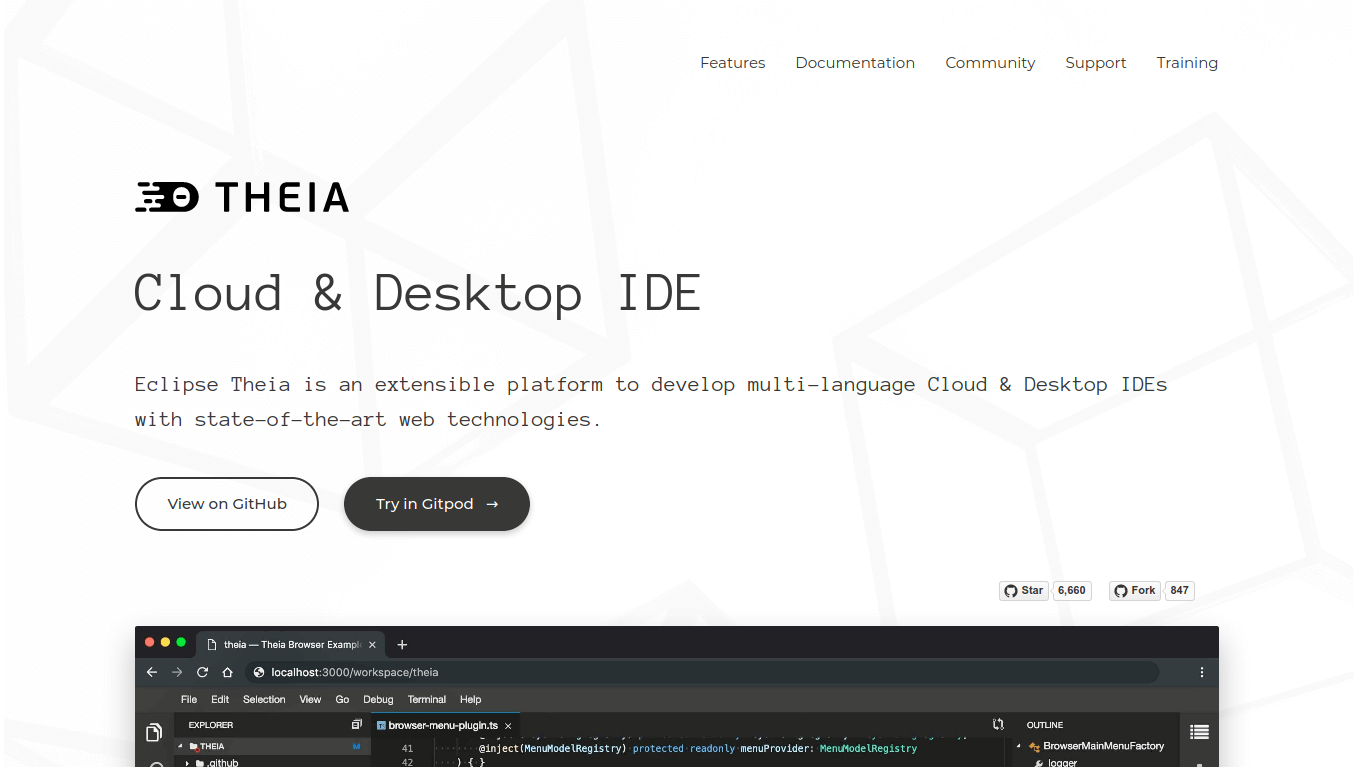 Features Documentation Community Support Training
THEIA
Cloud & Desktop IDE
Eclipse Theia is an extensible platform to develop multi-language Cloud & Desktop IDEs
with state-of-the-art web technologies.
View on GitHub Try in Gitpod →
Star 6,660 Fork 847
theia — Theia Browser Exampl
localhost:3000/workspace/theia
File Edit Selection View Go Debug Terminal Help
EXPLORER browser-menu-plugin.ts OUTLINE
THEIA M 41 @inject(MenuModelRegistry) protected readonly menuProvider: MenuModelRegistry BrowserMainMenuFactory
.github 42 ) { } logger